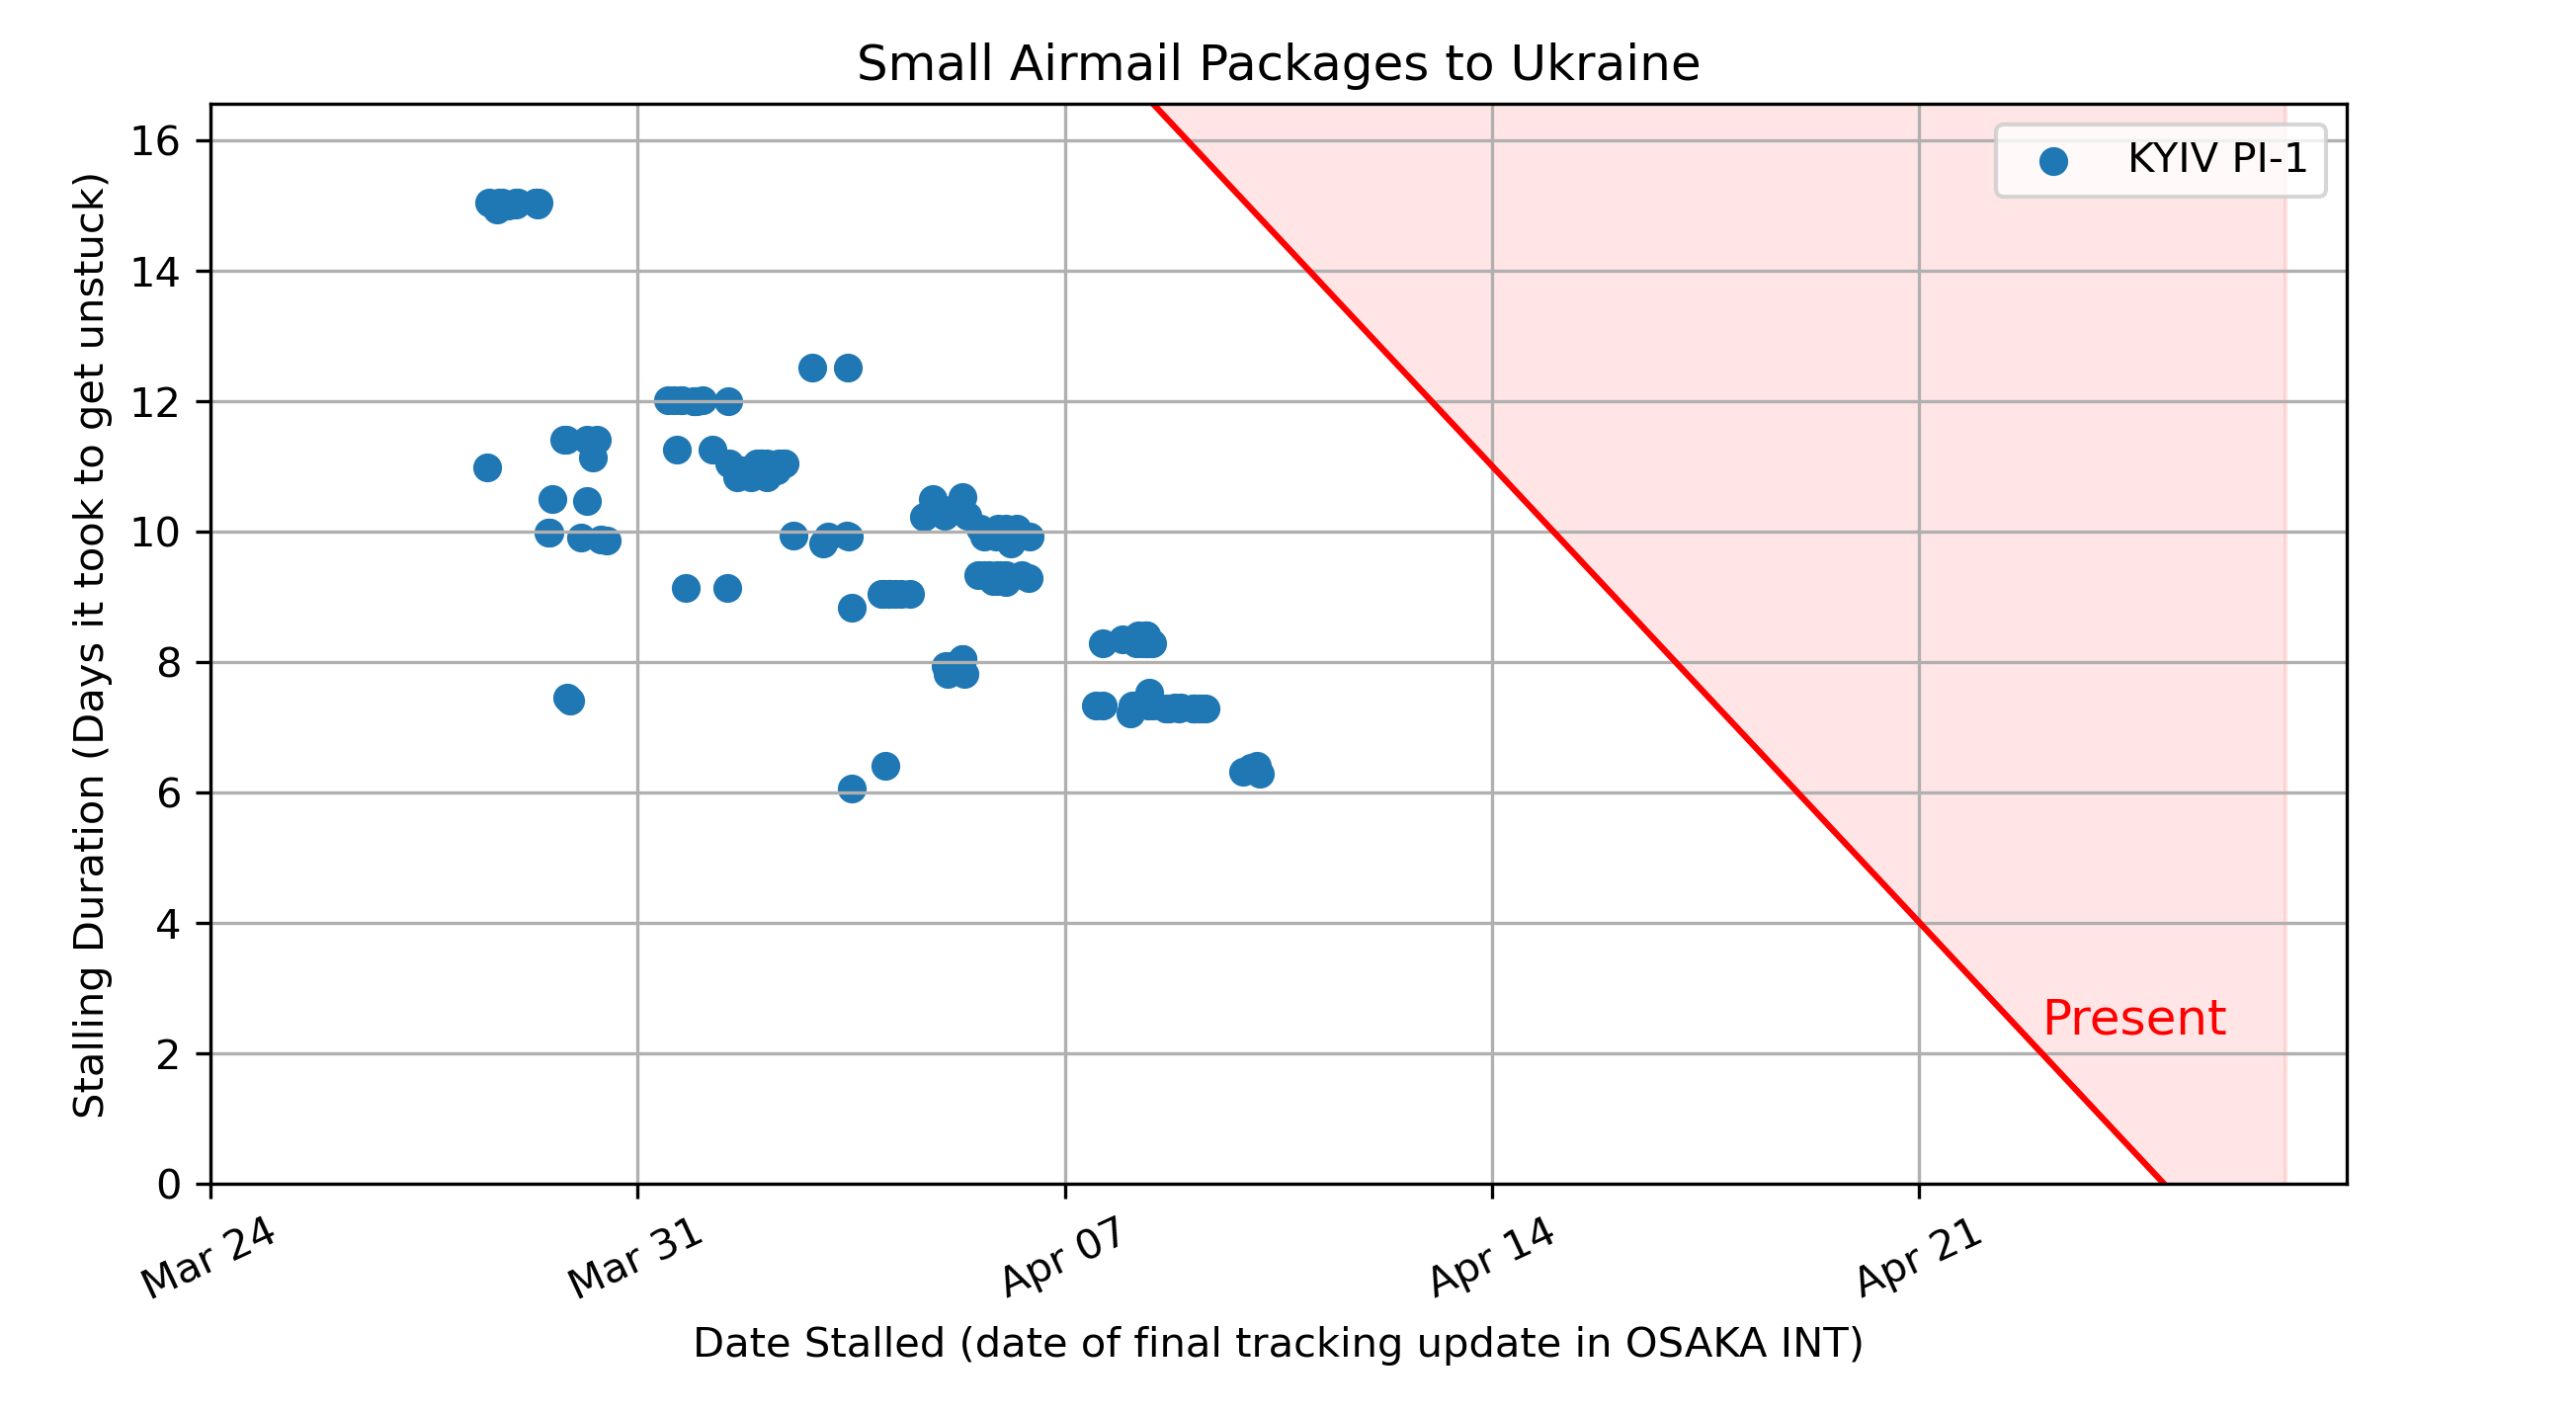 Small Airmail Packages to Ukraine
Stalling Duration (Days it took to get unstuck)
16
14
12
10
8
6
4
2
0
KYIV PI-1
Present
Mar 24
Mar 31
Apr 07
Apr 14
Apr 21
Date Stalled (date of final tracking update in OSAKA INT)